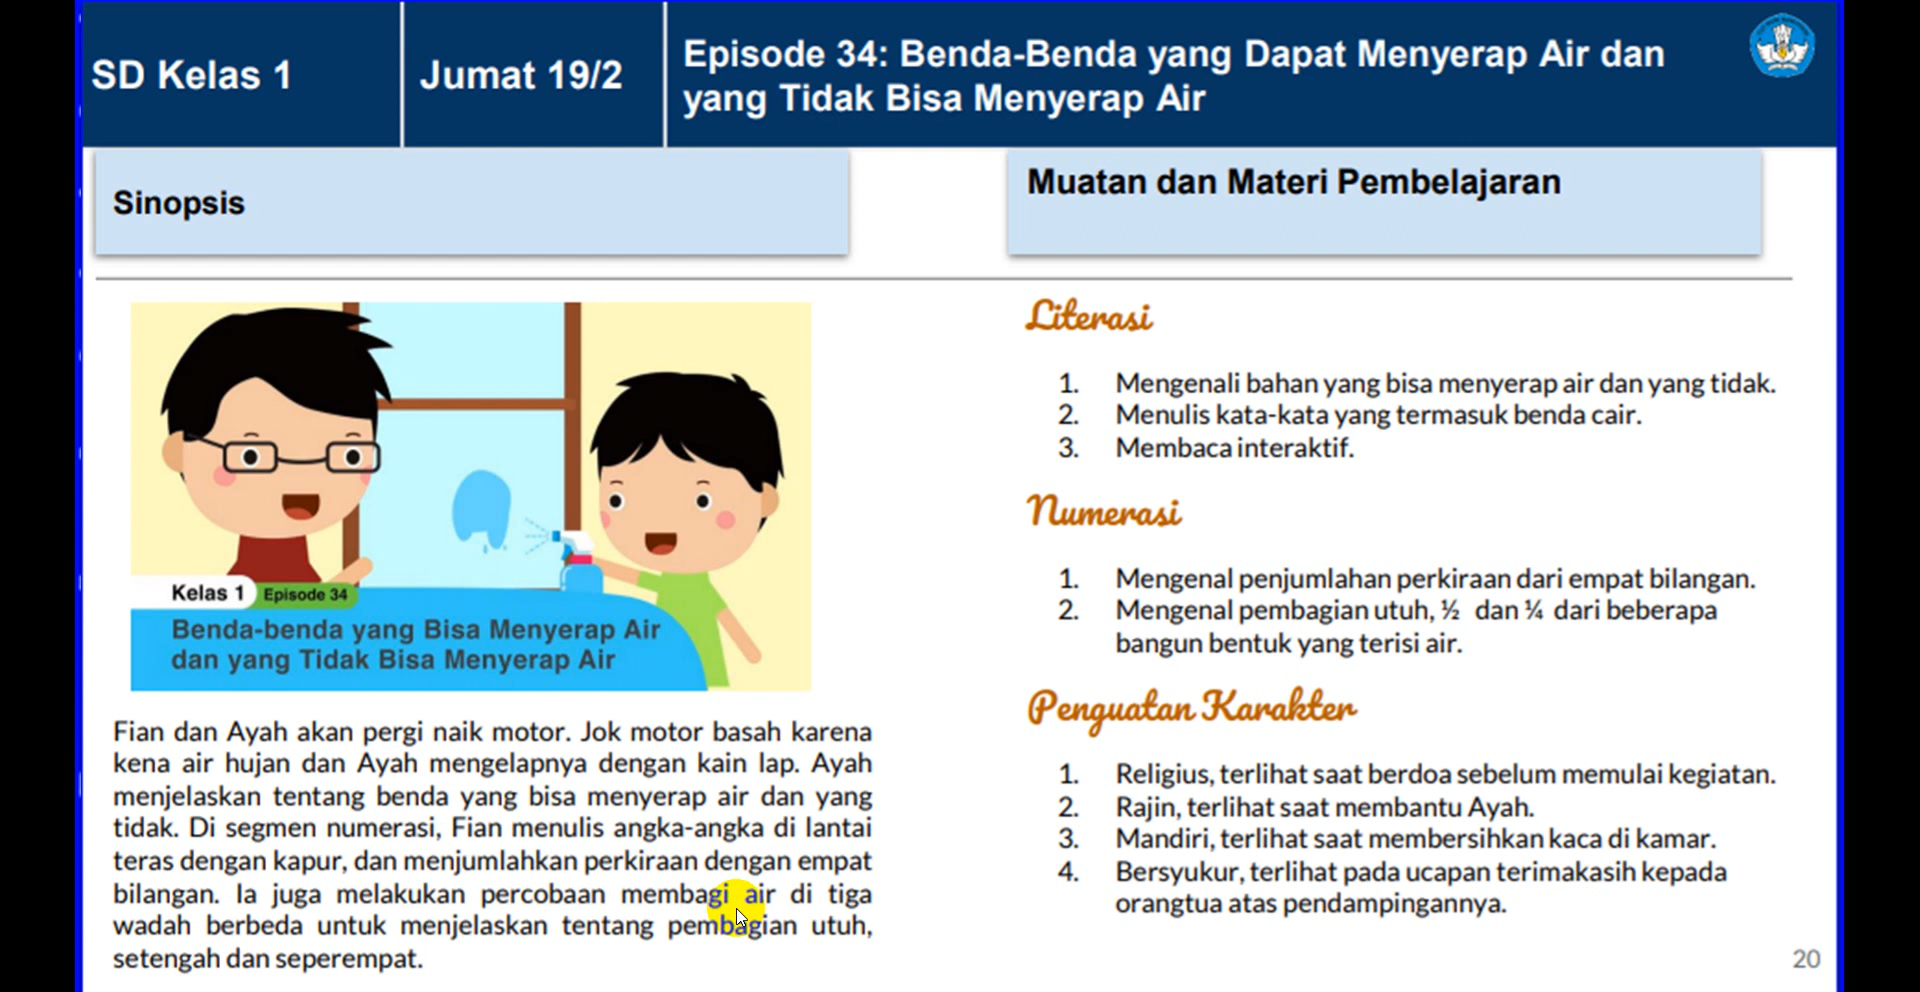 SD Kelas 1
Jumat 19/2
Episode 34: Benda-Benda yang Dapat Menyerap Air dan
yang Tidak Bisa Menyerap Air
Sinopsis
Kelas 1
Episode 34
Benda-benda yang Bisa Menyerap Air
dan yang Tidak Bisa Menyerap Air
Fian dan Ayah akan pergi naik motor. Jok motor basah karena
kena air hujan dan Ayah mengelapnya dengan kain lap. Ayah
menjelaskan tentang benda yang bisa menyerap air dan yang
tidak. Di segmen numerasi, Fian menulis angka-angka di lantai
teras dengan kapur, dan menjumlahkan perkiraan dengan empat
bilangan. Ia juga melakukan percobaan membagi air di tiga
wadah berbeda untuk menjelaskan tentang pembagian utuh,
setengah dan seperempat.
Muatan dan Materi Pembelajaran
Literasi
1. Mengenali bahan yang bisa menyerap air dan yang tidak.
2. Menulis kata-kata yang termasuk benda cair.
3. Membaca interaktif.
Numerasi
1. Mengenal penjumlahan perkiraan dari empat bilangan.
2. Mengenal pembagian utuh, ½ dan ¼ dari beberapa
bangun bentuk yang terisi air.
Penguatan Karakter
1. Religius, terlihat saat berdoa sebelum memulai kegiatan.
2. Rajin, terlihat saat membantu Ayah.
3. Mandiri, terlihat saat membersihkan kaca di kamar.
4. Bersyukur, terlihat pada ucapan terimakasih kepada
orangtua atas pendampingannya.
20